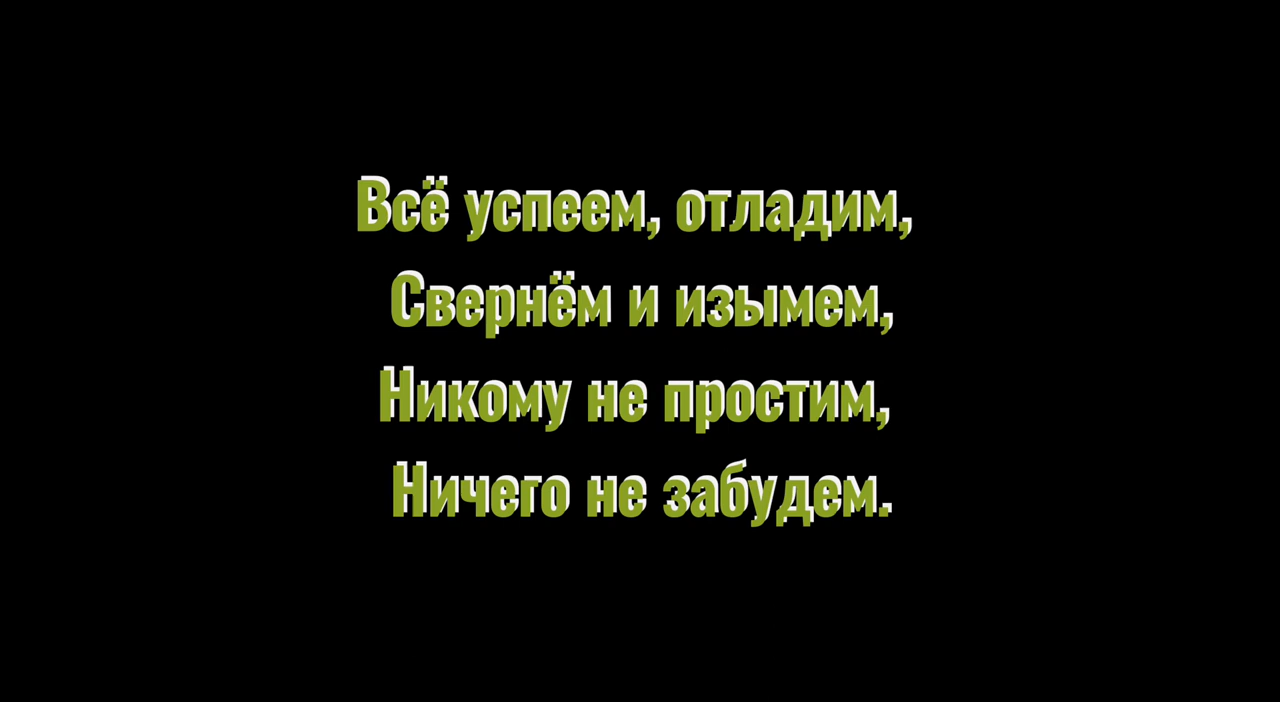 Всё успеем, отладим,
Свернём и изымем,
Никому не простим,
Ничего не забудем.